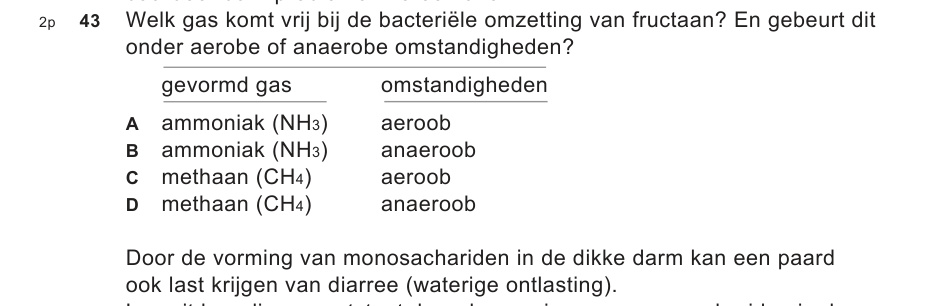 2p 43 Welk gas komt vrij bij de bacteriële omzetting van fructaan? En gebeurt dit
onder aerobe of anaerobe omstandigheden?
gevormd gas omstandigheden
A ammoniak (NH3) aeroob
B ammoniak (NH3) anaeroob
C methaan (CH4) aeroob
D methaan (CH4) anaeroob
Door de vorming van monosachariden in de dikke darm kan een paard
ook last krijgen van diarree (waterige ontlasting).